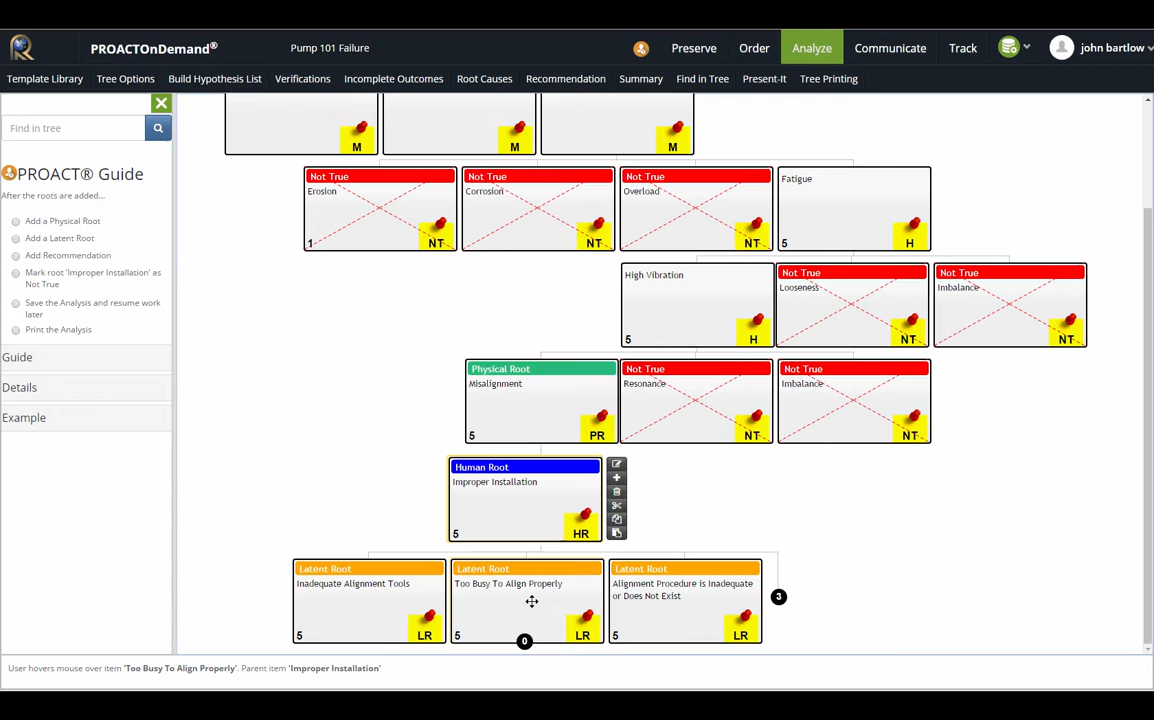 PROACTOnDemand®
Pump 101 Failure
Preserve
Order
Analyze
Communicate
Track
john bartlow
Template Library
Tree Options
Build Hypothesis List
Verifications
Incomplete Outcomes
Root Causes
Recommendation
Summary
Find in Tree
Present-It
Tree Printing
Find in tree
PROACT® Guide
After the roots are added...
Add a Physical Root
Add a Latent Root
Add Recommendation
Mark root 'Improper Installation' as
Not True
Save the Analysis and resume work
later
Print the Analysis
Guide
Details
Example
M
M
M
Not True
Erosion
1
NT
Not True
Corrosion
NT
Not True
Overload
NT
Fatigue
5
H
High Vibration
5
H
Not True
Looseness
NT
Not True
Imbalance
NT
Physical Root
Misalignment
5
PR
Not True
Resonance
NT
Not True
Imbalance
NT
Human Root
Improper Installation
5
HR
Latent Root
Inadequate Alignment Tools
5
LR
Latent Root
Too Busy To Align Properly
5
LR
0
Latent Root
Alignment Procedure is Inadequate
or Does Not Exist
5
LR
3
User hovers mouse over item 'Too Busy To Align Properly'. Parent item 'Improper Installation'